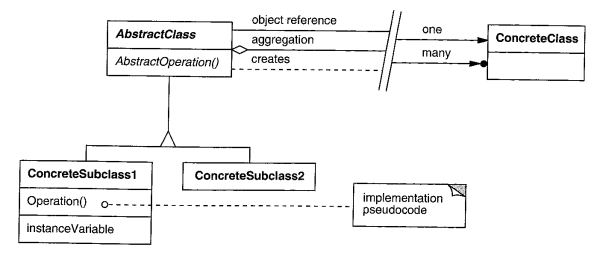 object reference
AbstractClass
AbstractOperation()
aggregation
creates
one
many
ConcreteClass
ConcreteSubclass1
Operation()
instanceVariable
ConcreteSubclass2
implementation
pseudocode